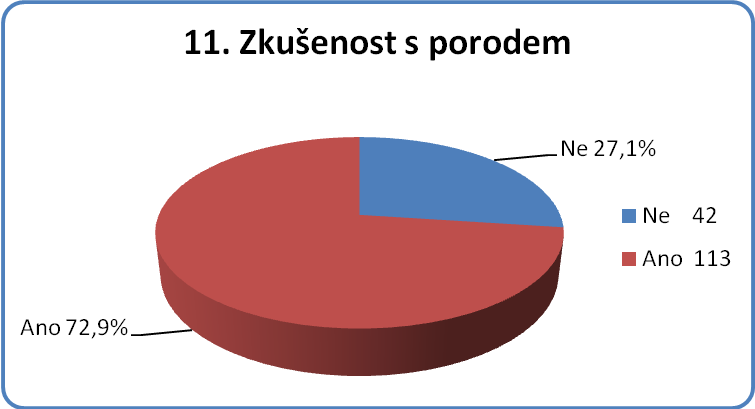 11. Zkušenost s porodem
Ne 27,1%
Ne 42
Ano 113
Ano 72,9%